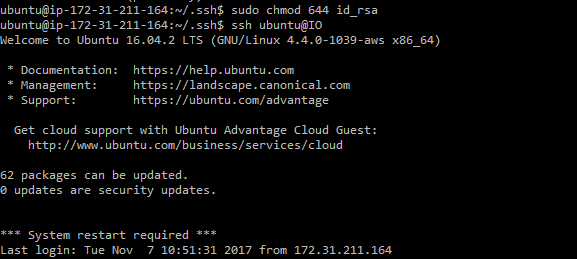 ubuntu@ip-172-31-211-164:~/.ssh$ sudo chmod 644 id_rsa
ubuntu@ip-172-31-211-164:~/.ssh$ ssh ubuntu@IO
Welcome to Ubuntu 16.04.2 LTS (GNU/Linux 4.4.0-1039-aws x86_64)
* Documentation:  https://help.ubuntu.com
* Management:     https://landscape.canonical.com
* Support:        https://ubuntu.com/advantage
Get cloud support with Ubuntu Advantage Cloud Guest:
http://www.ubuntu.com/business/services/cloud
62 packages can be updated.
0 updates are security updates.
*** System restart required ***
Last login: Tue Nov  7 10:51:31 2017 from 172.31.211.164